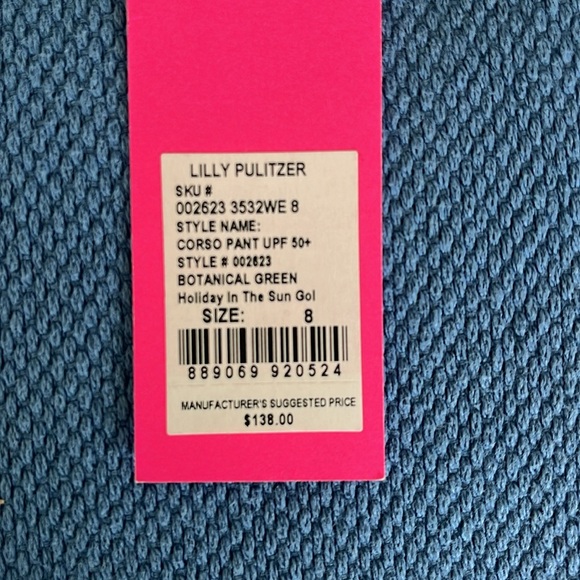 LILLY PULITZER
SKU #
002623 3532WE 8
STYLE NAME:
CORSO PANT UPF 50+
STYLE # 002623
BOTANICAL GREEN
Holiday In The Sun Gol
SIZE: 8
889069 920524
MANUFACTURER'S SUGGESTED PRICE
$138.00